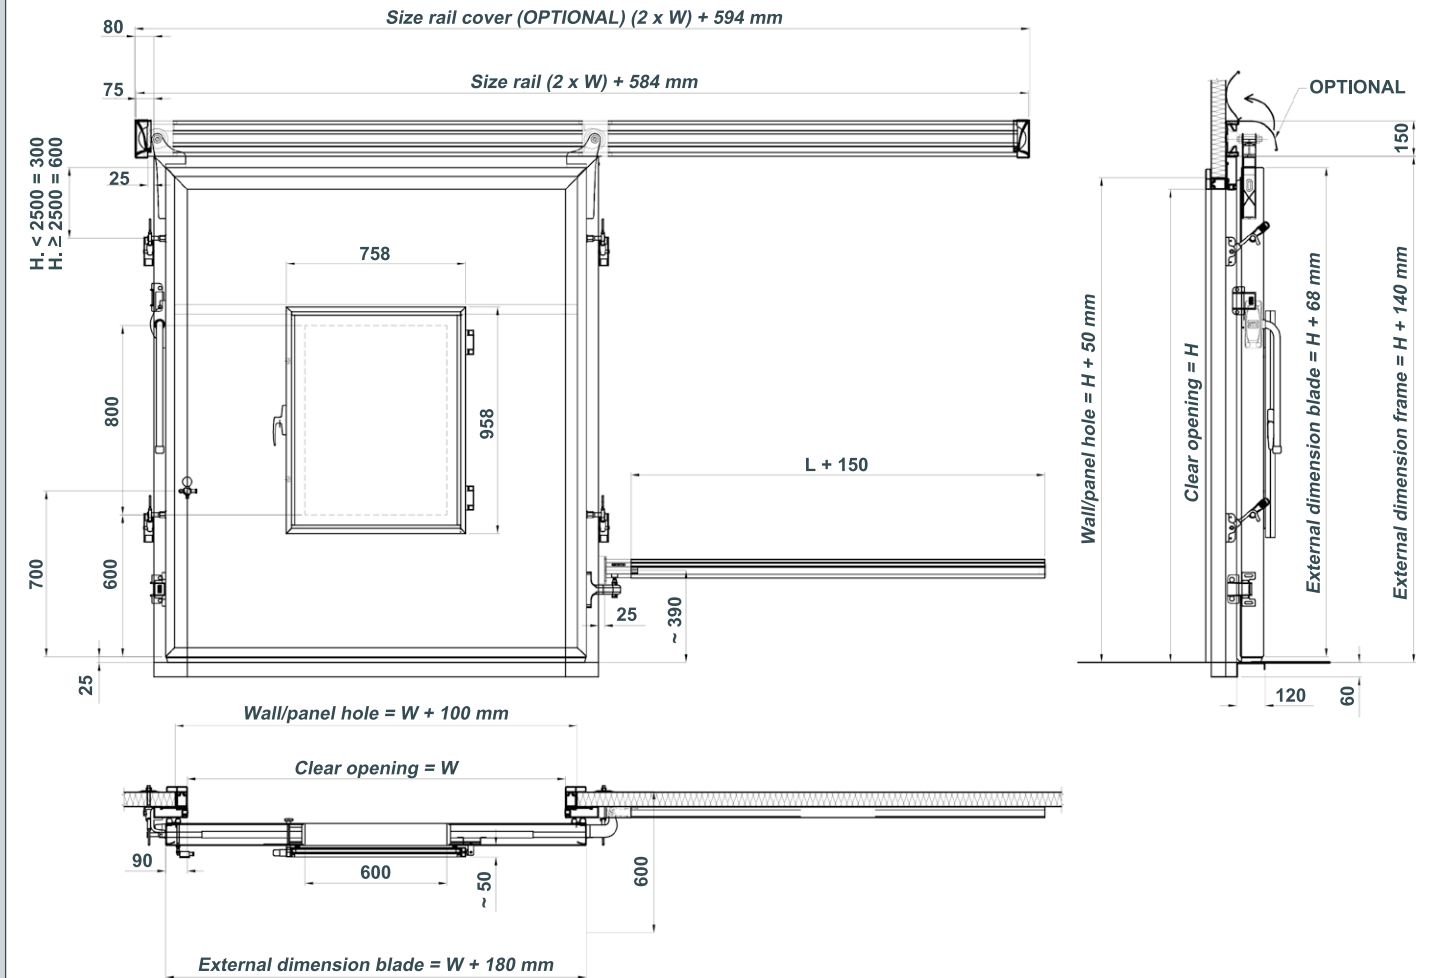 Size rail cover (OPTIONAL) (2 x W) + 594 mm
80
Size rail (2 x W) + 584 mm
75
OPTIONAL
150
H. < 2500 = 300
H. ≥ 2500 = 600
25
758
800
958
L + 150
700
600
25
~ 390
25
Wall/panel hole = H + 50 mm
Clear opening = H
External dimension blade = H + 68 mm
External dimension frame = H + 140 mm
120
60
Wall/panel hole = W + 100 mm
Clear opening = W
90
600
~ 50
600
External dimension blade = W + 180 mm